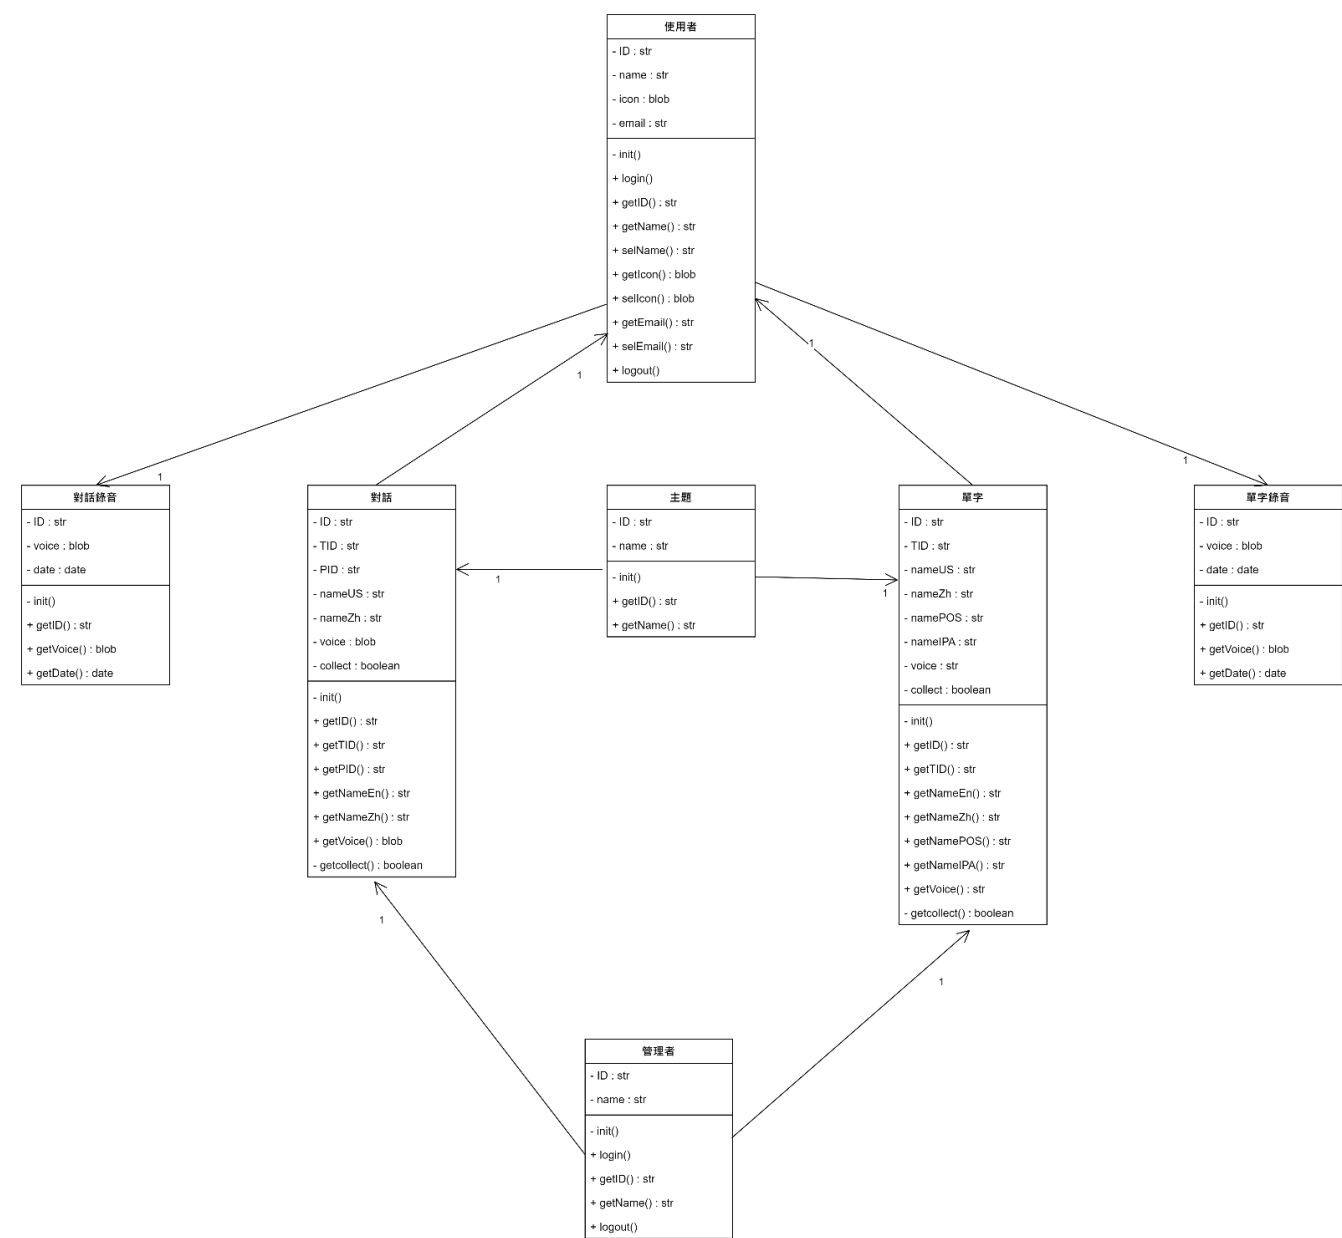 使用者
- ID : str
- name : str
- icon : blob
- email : str
- init()
+ login()
+ getID() : str
+ getName() : str
+ selName() : str
+ getIcon() : blob
+ selIcon() : blob
+ getEmail() : str
+ selEmail() : str
+ logout()
1
1
1
1
對話錄音
- ID : str
- voice : blob
- date : date
- init()
+ getID() : str
+ getVoice() : blob
+ getDate() : date
對話
- ID : str
- TID : str
- PID : str
- nameUS : str
- nameZh : str
- voice : blob
- collect : boolean
- init()
+ getID() : str
+ getTID() : str
+ getPID() : str
+ getNameEn() : str
+ getNameZh() : str
+ getVoice() : blob
- getcollect() : boolean
1
主題
- ID : str
- name : str
- init()
+ getID() : str
+ getName() : str
1
單字
- ID : str
- TID : str
- nameUS : str
- nameZh : str
- namePOS : str
- nameIPA : str
- voice : str
- collect : boolean
- init()
+ getID() : str
+ getTID() : str
+ getNameEn() : str
+ getNameZh() : str
+ getNamePOS() : str
+ getNameIPA() : str
+ getVoice() : str
- getcollect() : boolean
單字錄音
- ID : str
- voice : blob
- date : date
- init()
+ getID() : str
+ getVoice() : blob
+ getDate() : date
1
1
管理者
- ID : str
- name : str
- init()
+ login()
+ getID() : str
+ getName() : str
+ logout()